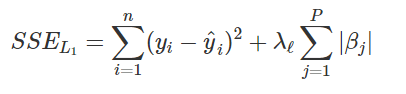 $SSE_{L_1} = \sum_{i=1}^{n} (y_i - \hat{y}_i)^2 + \lambda_{\ell} \sum_{j=1}^{P} |\beta_j|$